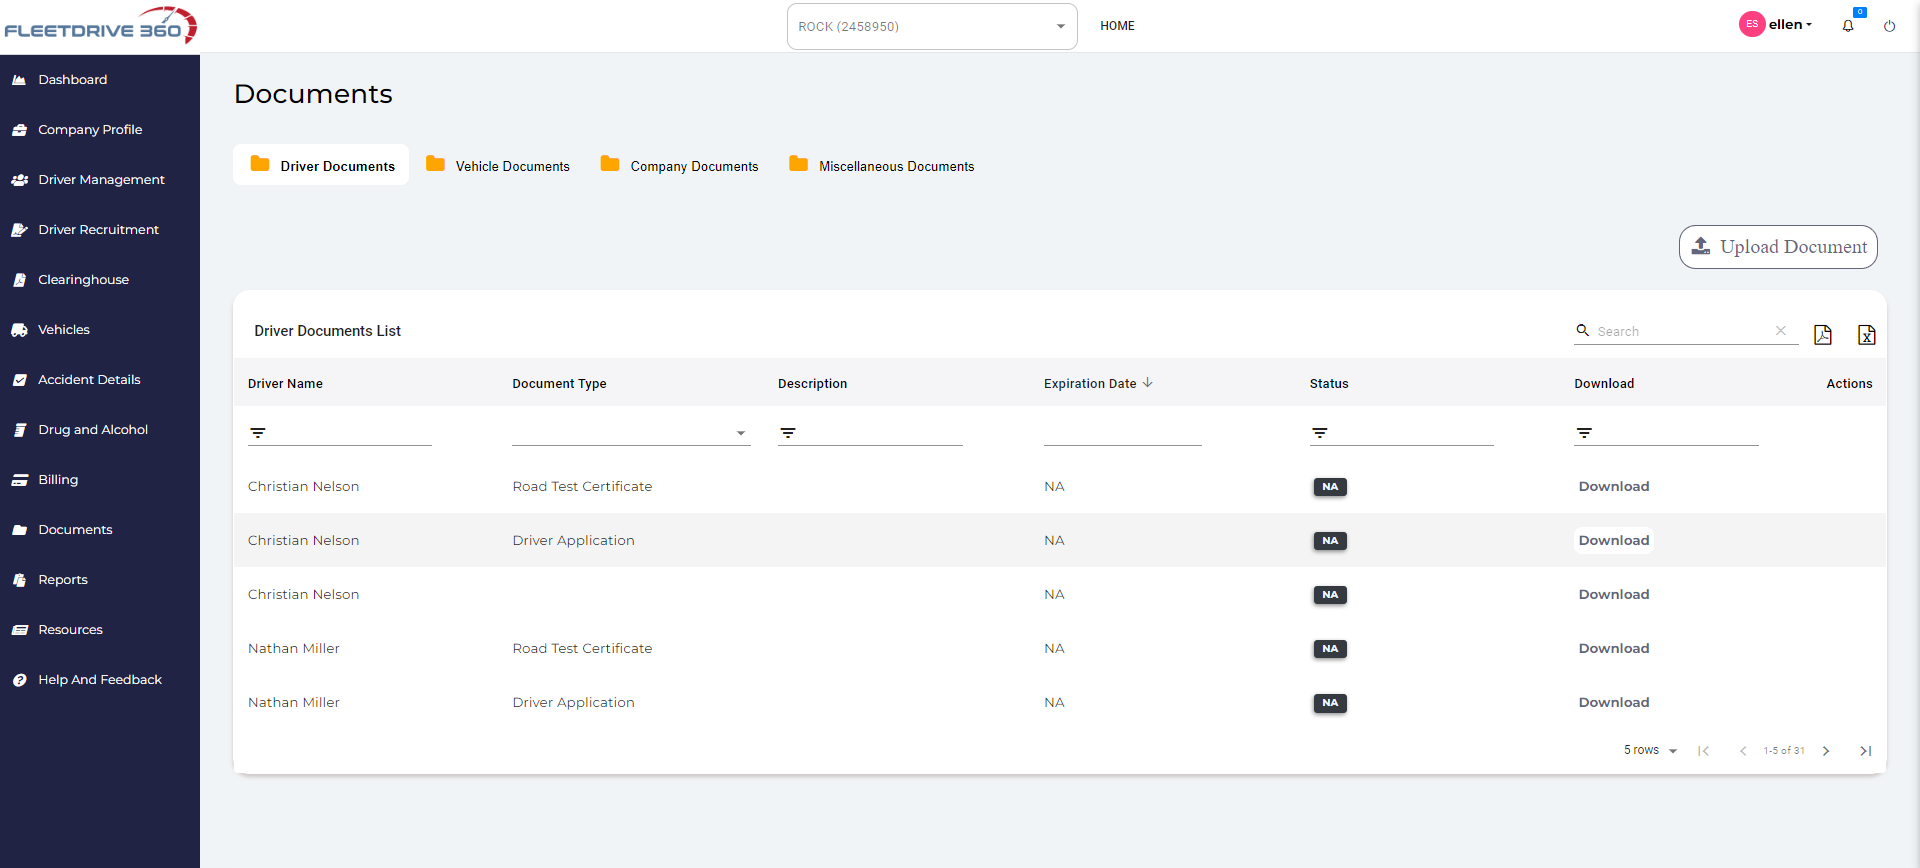 FLEETDRIVE 360
ROCK (2458950)
HOME
ES
ellen
0
Dashboard
Company Profile
Driver Management
Driver Recruitment
Clearinghouse
Vehicles
Accident Details
Drug and Alcohol
Billing
Documents
Reports
Resources
Help And Feedback
Documents
Driver Documents Vehicle Documents Company Documents Miscellaneous Documents
Upload Document
Driver Documents List
Search
Driver Name Document Type Description Expiration Date Status Download Actions
Christian Nelson Road Test Certificate NA NA Download
Christian Nelson Driver Application NA NA Download
Christian Nelson NA NA Download
Nathan Miller Road Test Certificate NA NA Download
Nathan Miller Driver Application NA NA Download
5 rows 1-5 of 31